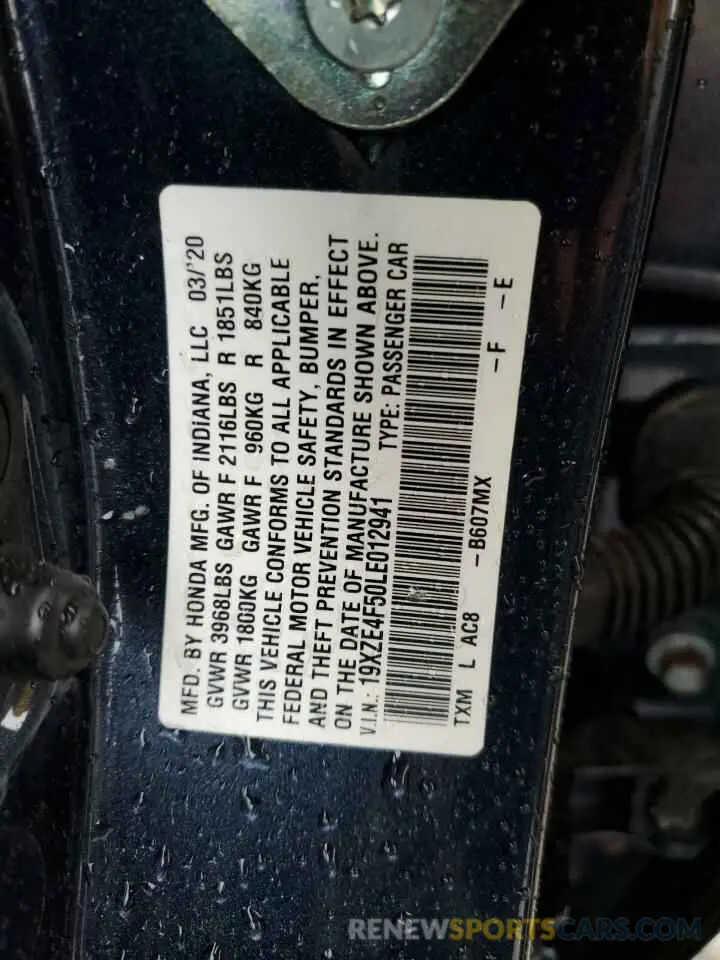 MFD. BY HONDA MFG. OF INDIANA, LLC 03/'20
GVWR 3968LBS GAWR F 2116LBS R 1851LBS
GVWR 1800KG GAWR F 960KG R 840KG
THIS VEHICLE CONFORMS TO ALL APPLICABLE
FEDERAL MOTOR VEHICLE SAFETY, BUMPER,
AND THEFT PREVENTION STANDARDS IN EFFECT
ON THE DATE OF MANUFACTURE SHOWN ABOVE.
V.I.N.: 19XZE4F50LE012941 TYPE: PASSENGER CAR
TXM L AC8 -B607MX -F -E
RENEWSPORTSCARS.COM